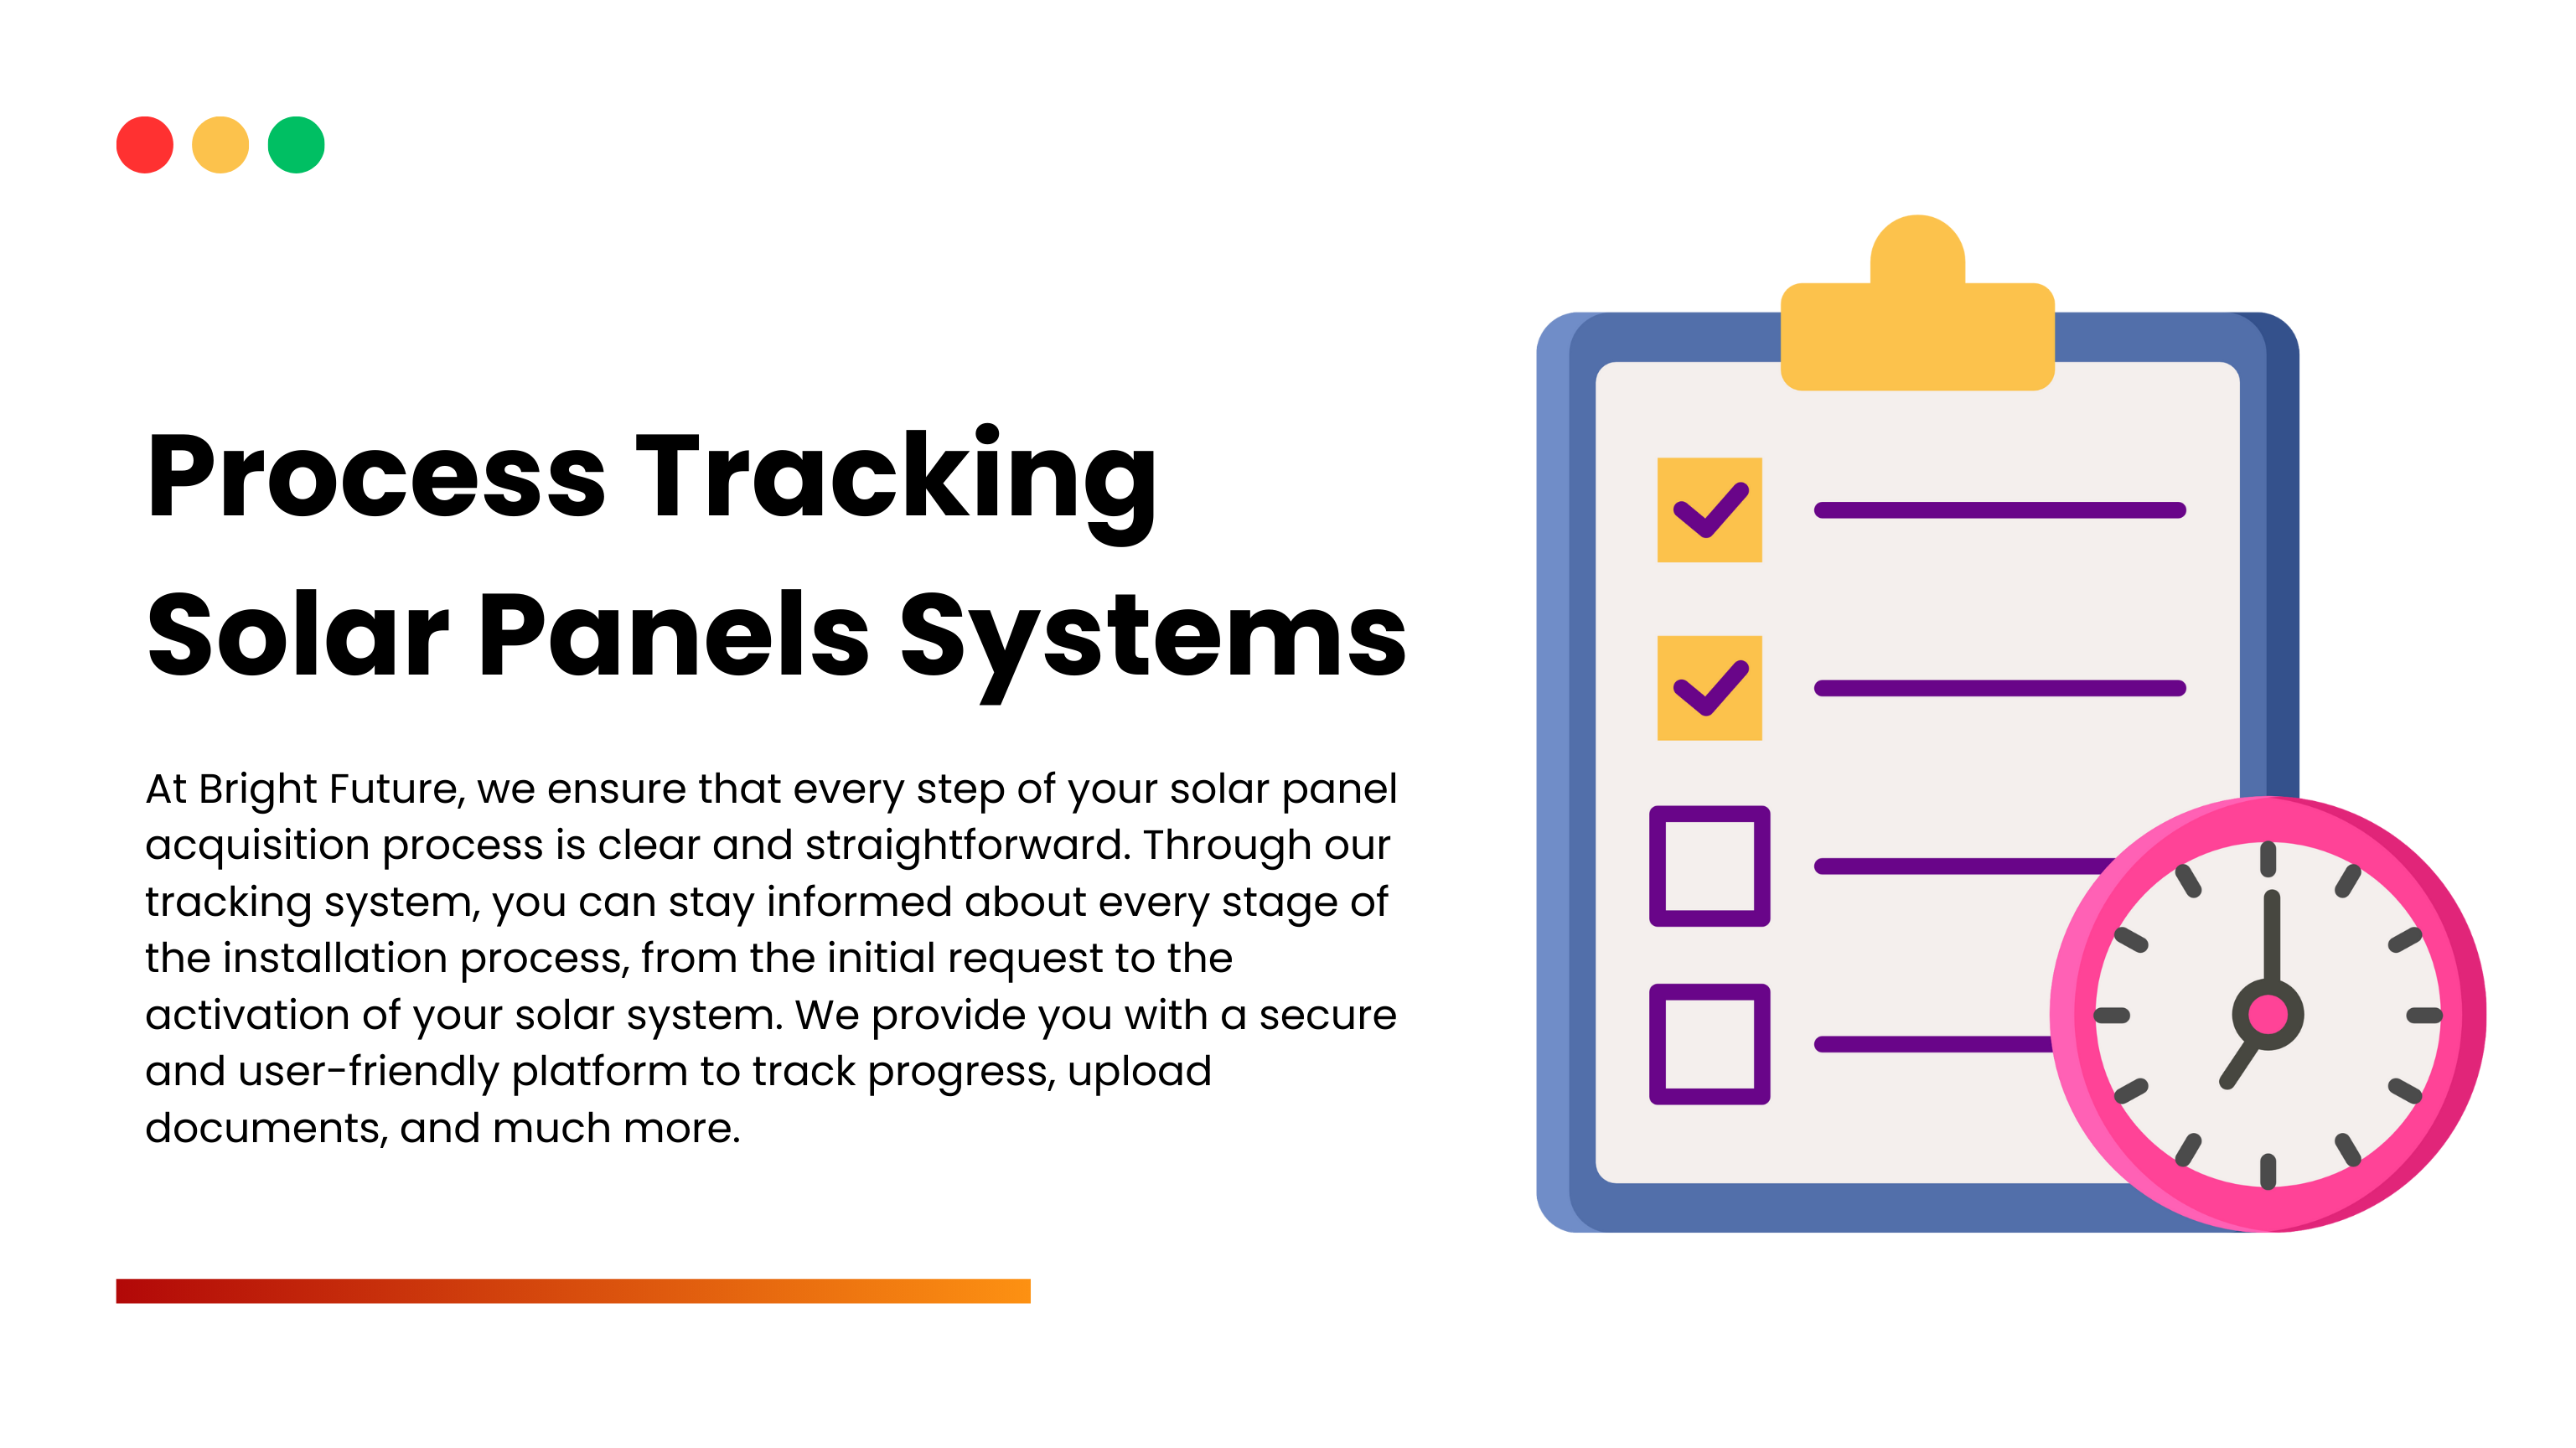 Process Tracking
Solar Panels Systems
At Bright Future, we ensure that every step of your solar panel
acquisition process is clear and straightforward. Through our
tracking system, you can stay informed about every stage of
the installation process, from the initial request to the
activation of your solar system. We provide you with a secure
and user-friendly platform to track progress, upload
documents, and much more.